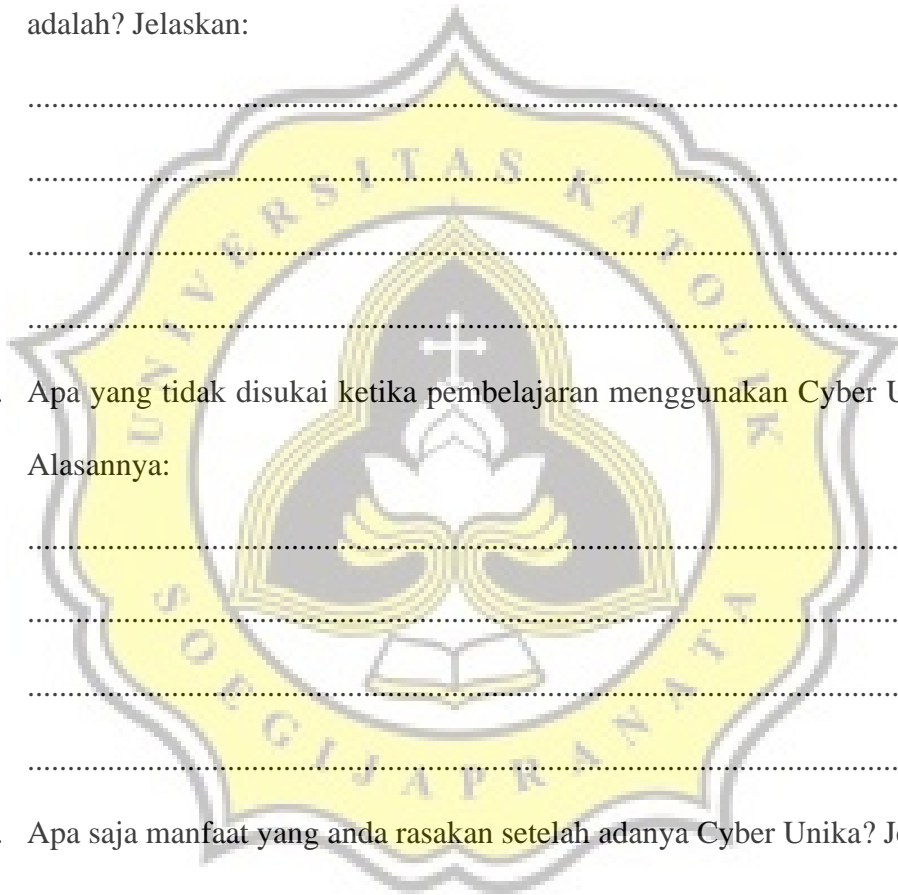 adalah? Jelaskan:
................................................................................
................................................................................
................................................................................
................................................................................
. Apa yang tidak disukai ketika pembelajaran menggunakan Cyber U
Alasannya:
................................................................................
................................................................................
................................................................................
................................................................................
. Apa saja manfaat yang anda rasakan setelah adanya Cyber Unika? Je
UNIVERSITAS KATOLIK
SOEGIJAPRANATA